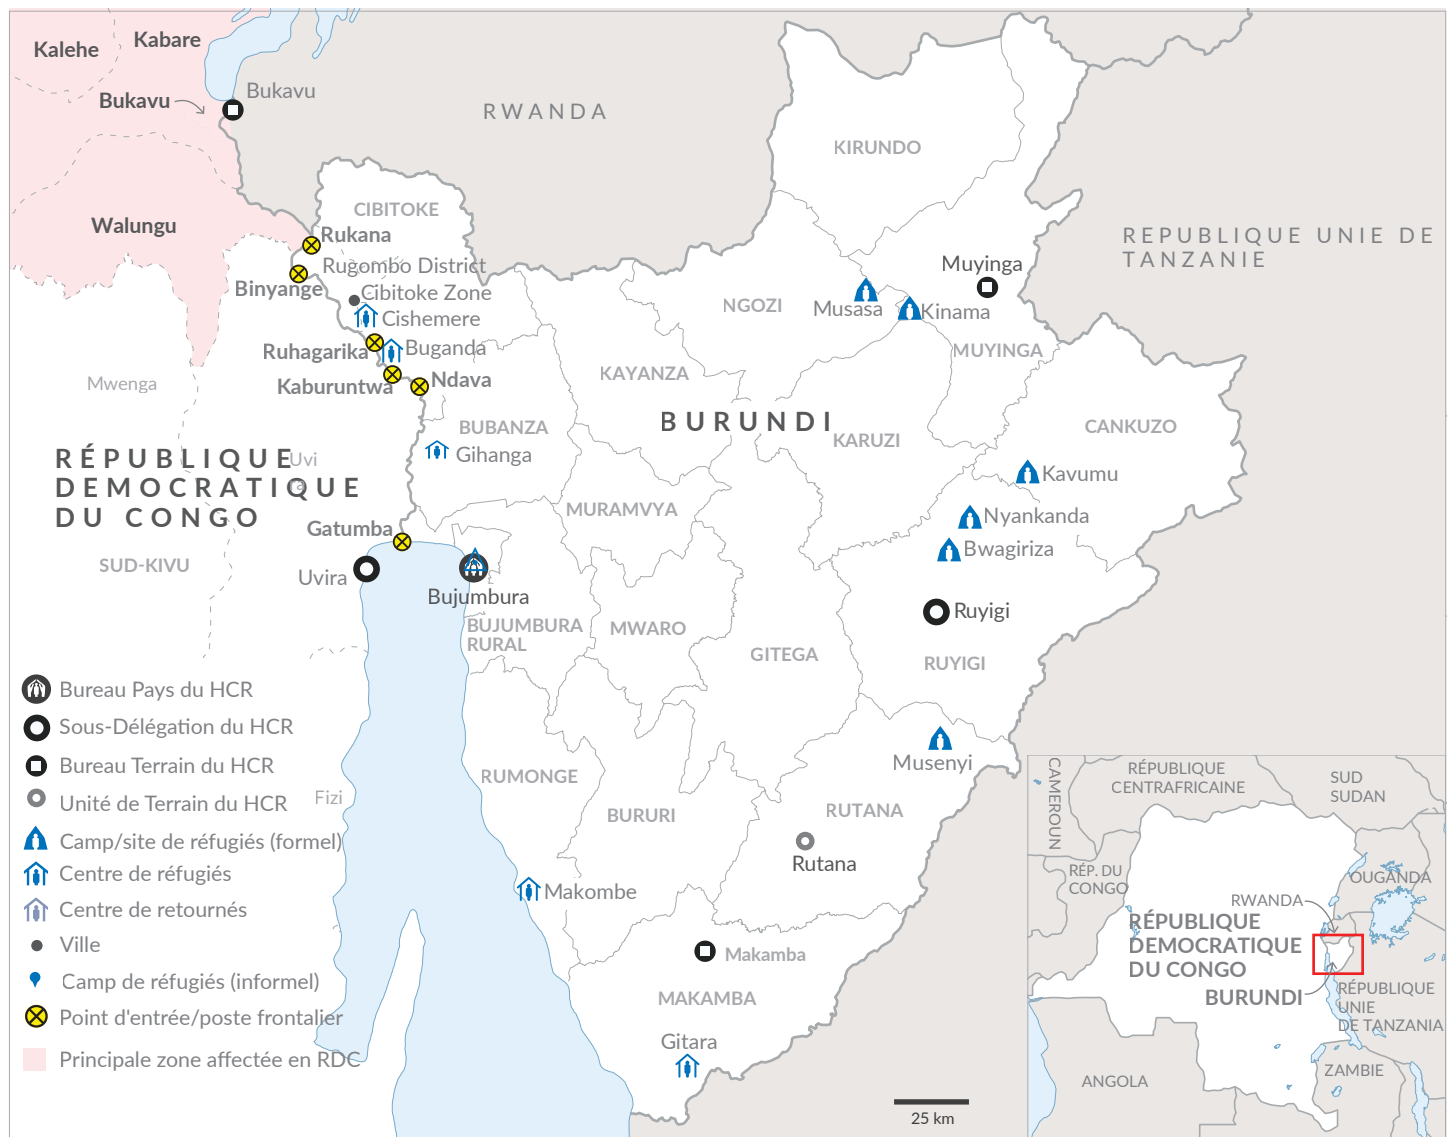 Kalehe
Kabare
Bukavu
Bukavu
Walungu
RWANDA
KIRUNDO
CIBITOKE
Rukana
Rugombo District
Binyange
Cibitoke Zone
Cishemere
Ruhagarika
Buganda
Kaburuntwa
Ndava
REPUBLIQUE UNIE DE
TANZANIE
Muyinga
NGOZI
Musasa
Kinama
MUYINGA
Mwenga
KAYANZA
BURUNDI
BUBANZA
Gihanga
KARUZI
CANKUZO
Kavumu
RÉPUBLIQUE
DEMOCRATIQUE
DU CONGO
Uvi
ra
MURAMVYA
Nyankanda
Bwagiriza
Gatumba
SUD-KIVU
Uvira
Bujumbura
BUJUMBURA
RURAL
MWARO
GITEGA
Ruyigi
RUYIGI
Musenyi
RUMONGE
BURURI
RUTANA
Rutana
Fizi
Makombe
Makamba
MAKAMBA
Gitara
Bureau Pays du HCR
Sous-Délégation du HCR
Bureau Terrain du HCR
Unité de Terrain du HCR
Camp/site de réfugiés (formel)
Centre de réfugiés
Centre de retournés
Ville
Camp de réfugiés (informel)
Point d'entrée/poste frontalier
Principale zone affectée en RDC
25 km
CAMEROUN
RÉPUBLIQUE
CENTRAFRICAINE
SUD
SUDAN
RÉP. DU
CONGO
OUGANDA
RWANDA
RÉPUBLIQUE
DEMOCRATIQUE
DU CONGO
BURUNDI
RÉPUBLIQUE
UNIE
DE TANZANIA
ANGOLA
ZAMBIE